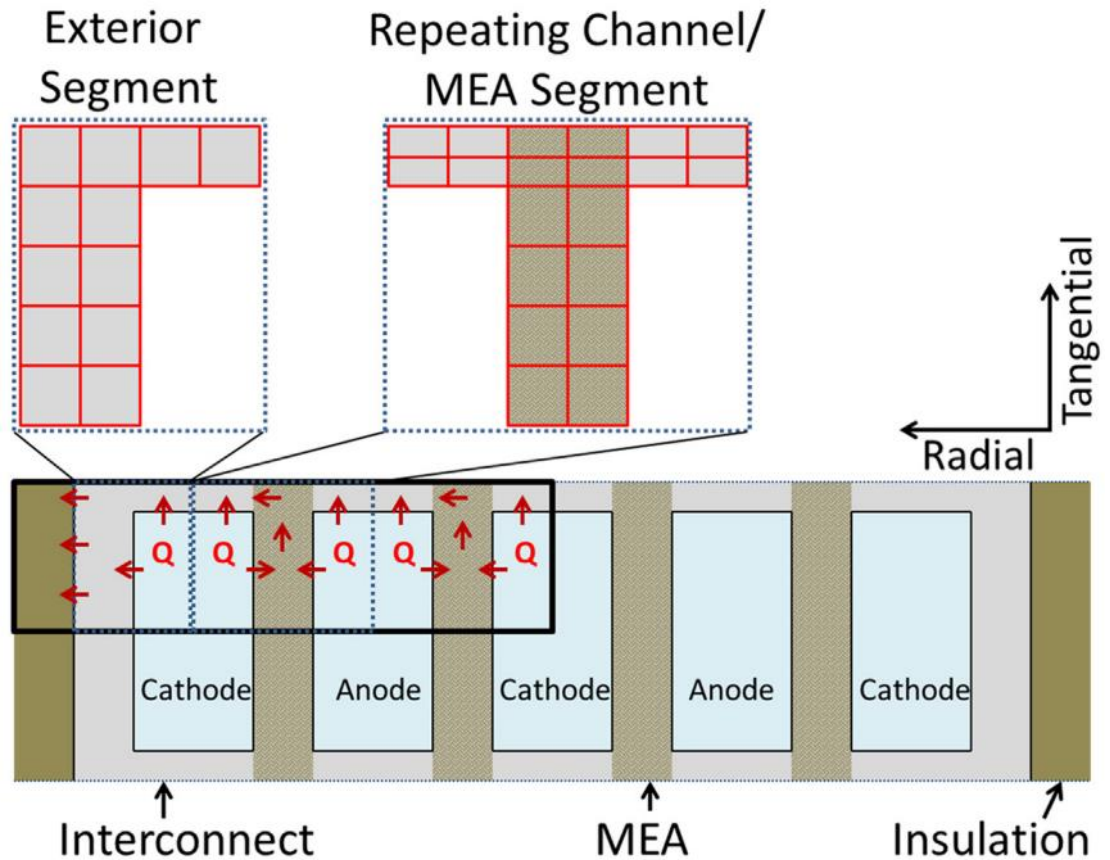 Exterior
Segment
Repeating Channel/
MEA Segment
Tangential
Radial
Q
Q
Q
Q
Q
Cathode
Anode
Cathode
Anode
Cathode
Interconnect
MEA
Insulation